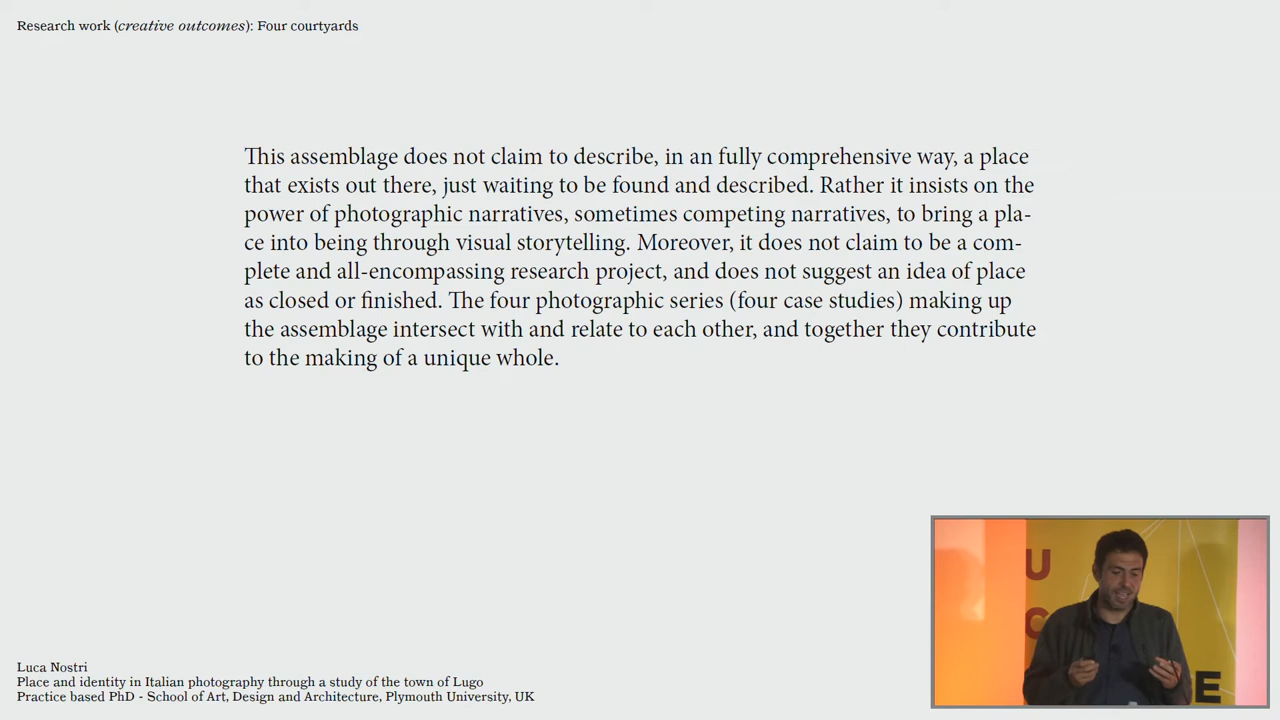 Research work (creative outcomes): Four courtyards
This assemblage does not claim to describe, in an fully comprehensive way, a place
that exists out there, just waiting to be found and described. Rather it insists on the
power of photographic narratives, sometimes competing narratives, to bring a pla-
ce into being through visual storytelling. Moreover, it does not claim to be a com-
plete and all-encompassing research project, and does not suggest an idea of place
as closed or finished. The four photographic series (four case studies) making up
the assemblage intersect with and relate to each other, and together they contribute
to the making of a unique whole.
U
C
E
Luca Nostri
Place and identity in Italian photography through a study of the town of Lugo
Practice based PhD - School of Art, Design and Architecture, Plymouth University, UK